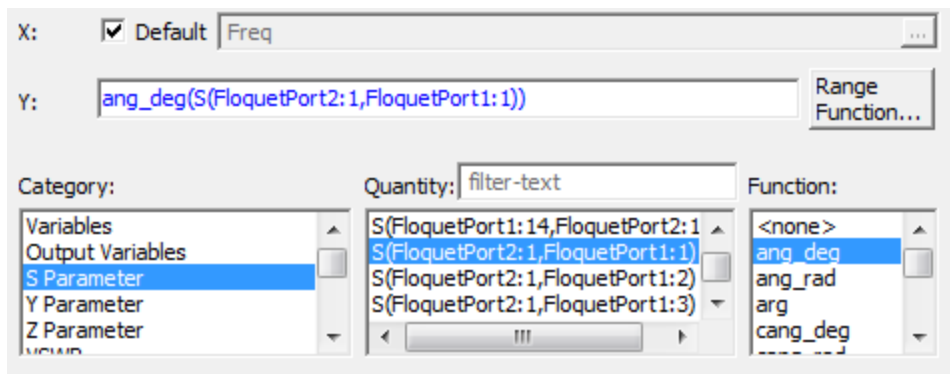 X: Default Freq ...
Y: ang_deg(S(FloquetPort2:1,FloquetPort1:1)) Range
Function...
Category: Quantity: filter-text Function:
Variables S(FloquetPort1:14,FloquetPort2:1 <none>
Output Variables S(FloquetPort2:1,FloquetPort1:1) ang_deg
S Parameter S(FloquetPort2:1,FloquetPort1:2) ang_rad
Y Parameter S(FloquetPort2:1,FloquetPort1:3) arg
Z Parameter cang_deg
VSWR cang_rad